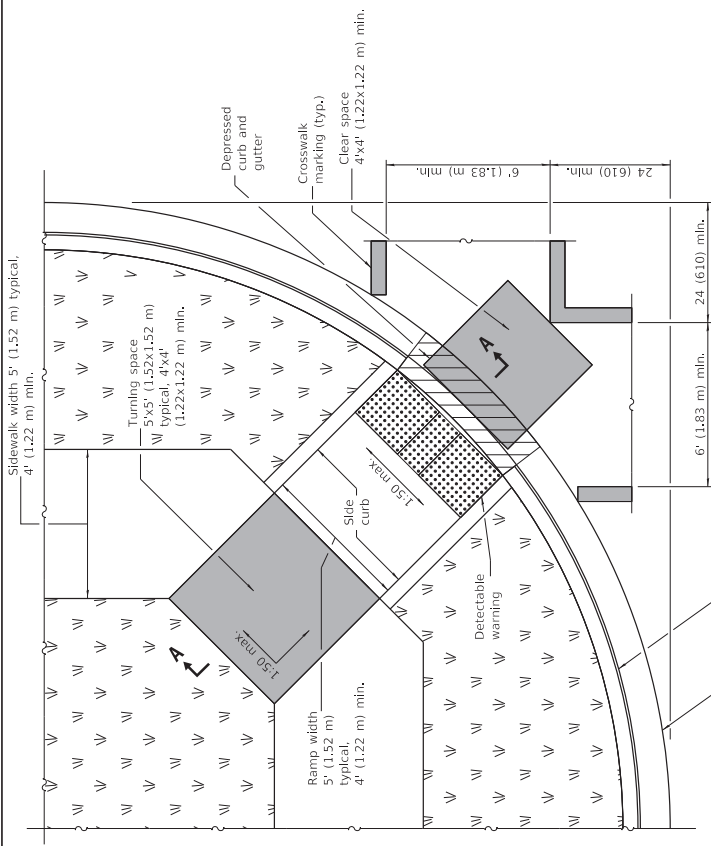 Sidewalk width 5' (1.52 m) typical,
4' (1.22 m) min.
Turning space
5'x5' (1.52x1.52 m)
typical, 4'x4'
(1.22x1.22 m) min.
Depressed
curb and
gutter
Crosswalk
marking (typ.)
Clear space
4'x4' (1.22x1.22 m) min.
6' (1.83 m) min.
24 (610) min.
24 (610) min.
6' (1.83 m) min.
A
1:50 max.
Side
curb
1:50 max.
A
Detectable
warning
Ramp width
5' (1.52 m)
typical,
4' (1.22 m) min.